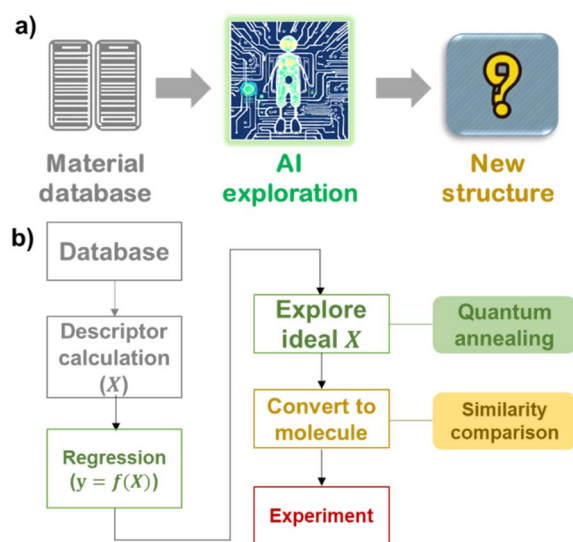 a)
Material
database
AI
exploration
?
New
structure
b)
Database
Descriptor
calculation
(X)
Regression
(y = f(X))
Explore
ideal X
Quantum
annealing
Convert to
molecule
Similarity
comparison
Experiment